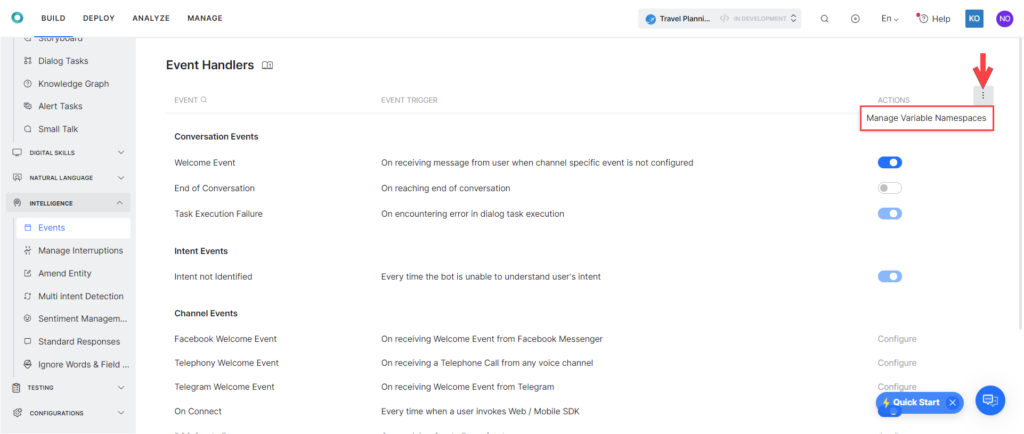 BUILD DEPLOY ANALYZE MANAGE Travel Planni... </> IN DEVELOPMENT En Help KO NO
Storyboard
Dialog Tasks
Knowledge Graph
Alert Tasks
Small Talk
DIGITAL SKILLS
NATURAL LANGUAGE
INTELLIGENCE
Events
Manage Interruptions
Amend Entity
Multi intent Detection
Sentiment Managem...
Standard Responses
Ignore Words & Field ...
TESTING
CONFIGURATIONS
Event Handlers
EVENT EVENT TRIGGER ACTIONS
Manage Variable Namespaces
Conversation Events
Welcome Event On receiving message from user when channel specific event is not configured
End of Conversation On reaching end of conversation
Task Execution Failure On encountering error in dialog task execution
Intent Events
Intent not Identified Every time the bot is unable to understand user's intent
Channel Events
Facebook Welcome Event On receiving Welcome Event from Facebook Messenger Configure
Telephony Welcome Event On receiving a Telephone Call from any voice channel Configure
Telegram Welcome Event On receiving Welcome Event from Telegram Configure
On Connect Every time when a user invokes Web / Mobile SDK
Quick Start